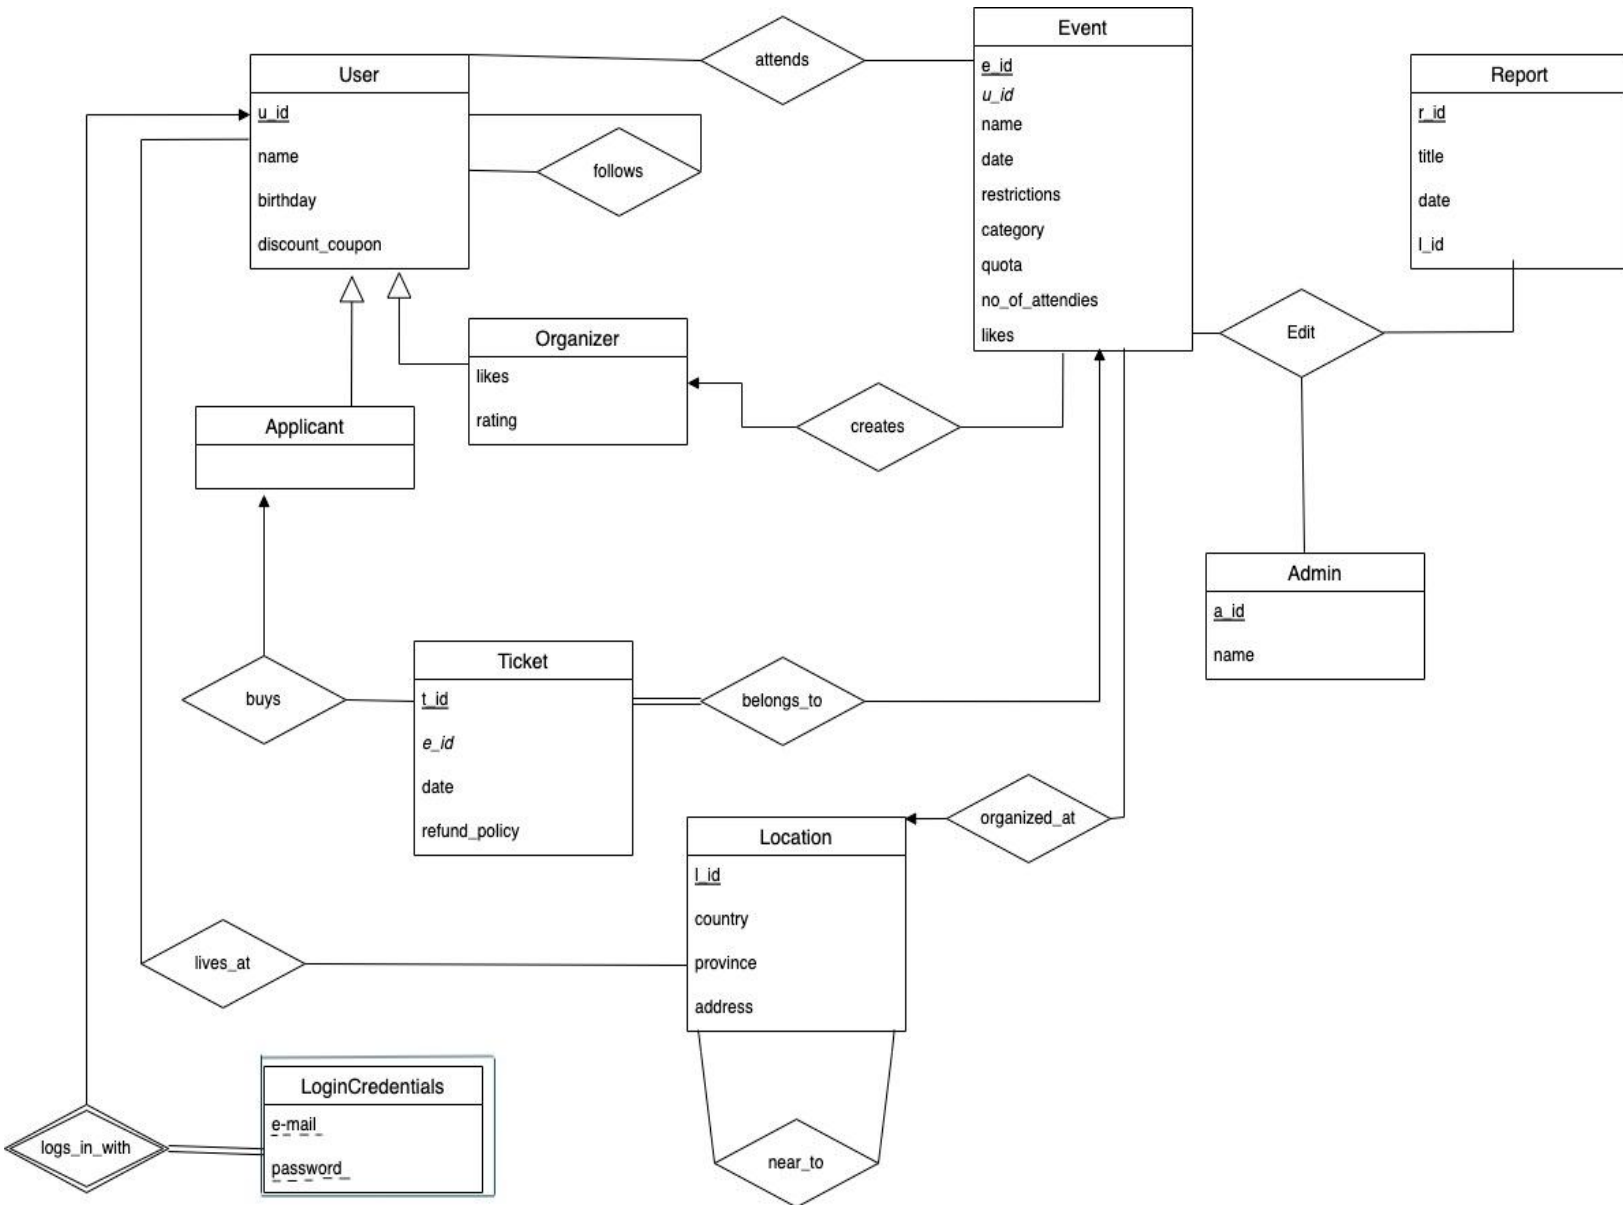 User
u_id
name
birthday
discount_coupon
attends
follows
Event
e_id
u_id
name
date
restrictions
category
quota
no_of_attendies
likes
Report
r_id
title
date
l_id
Edit
Organizer
likes
rating
creates
Applicant
Admin
a_id
name
buys
Ticket
t_id
e_id
date
refund_policy
belongs_to
organized_at
Location
l_id
country
province
address
lives_at
LoginCredentials
e-mail
password
logs_in_with
near_to